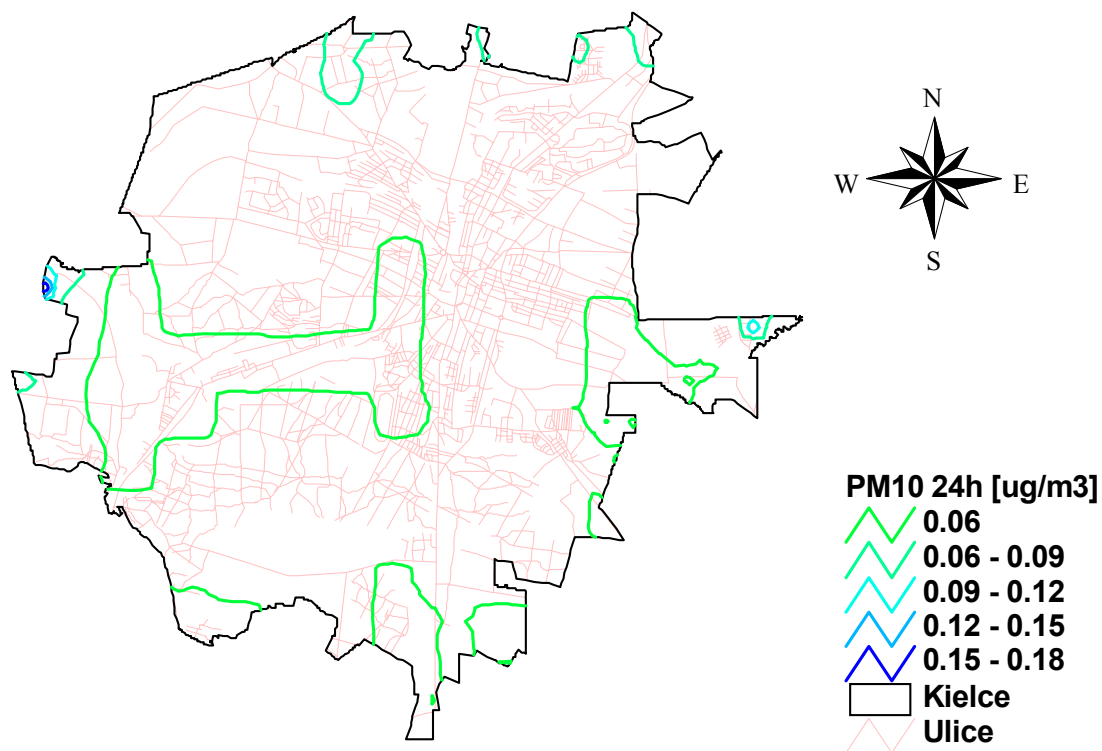 N
W E
S
PM10 24h [ug/m3]
0.06
0.06 - 0.09
0.09 - 0.12
0.12 - 0.15
0.15 - 0.18
Kielce
Ulice